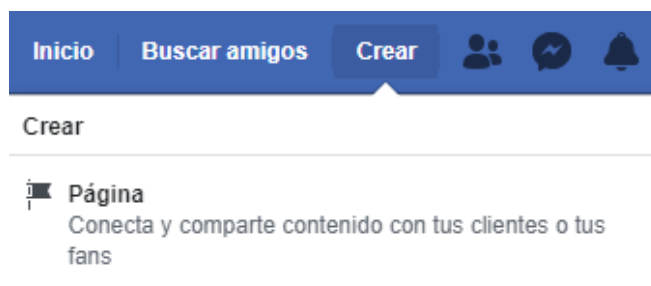 Inicio Buscar amigos Crear
Crear
Página
Conecta y comparte contenido con tus clientes o tus
fans